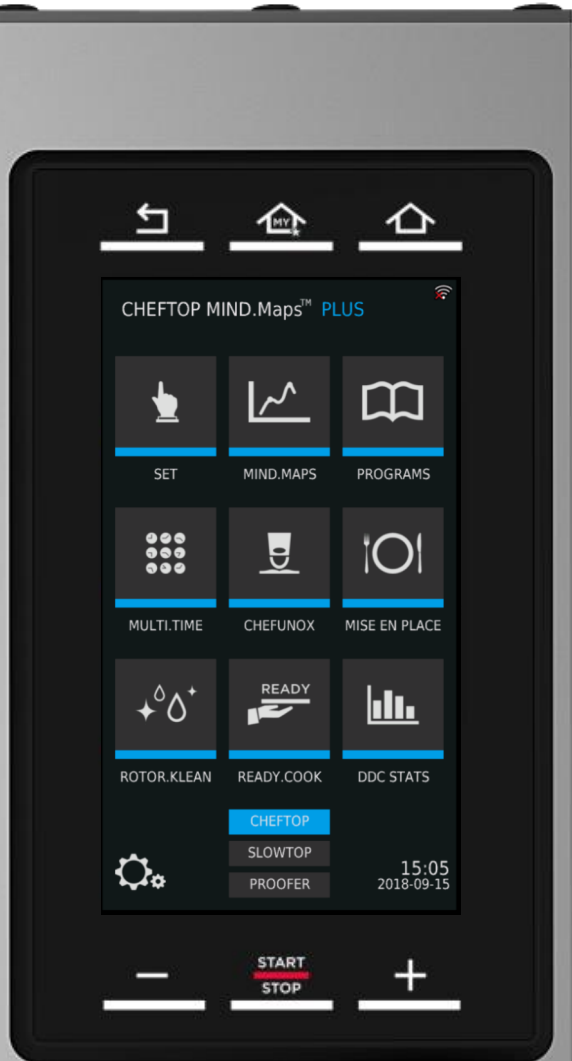 MY
CHEFTOP MIND.Maps™ PLUS
SET
MIND.MAPS
PROGRAMS
MULTI.TIME
CHEFUNOX
MISE EN PLACE
READY
ROTOR.KLEAN
READY.COOK
DDC STATS
CHEFTOP
SLOWTOP
PROOFER
15:05
2018-09-15
START
STOP